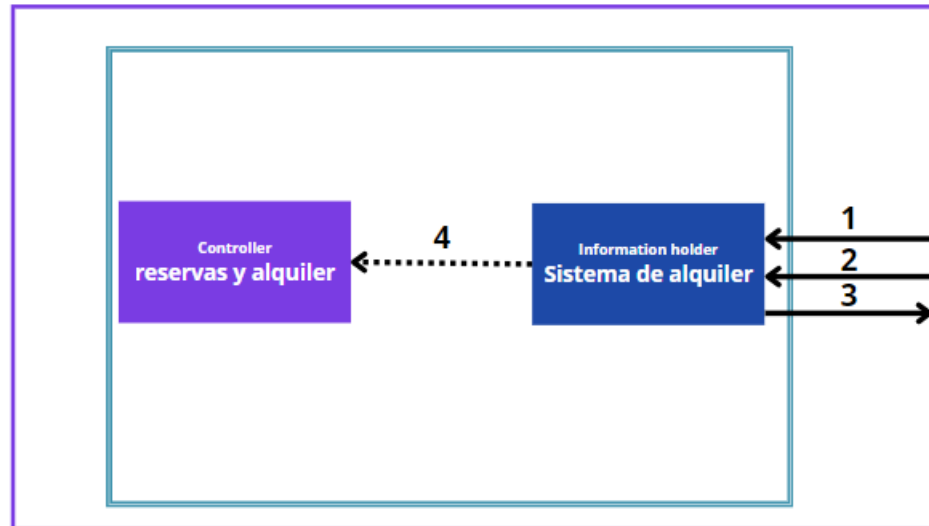 Controller
reservas y alquiler
4
Information holder
Sistema de alquiler
1
2
3